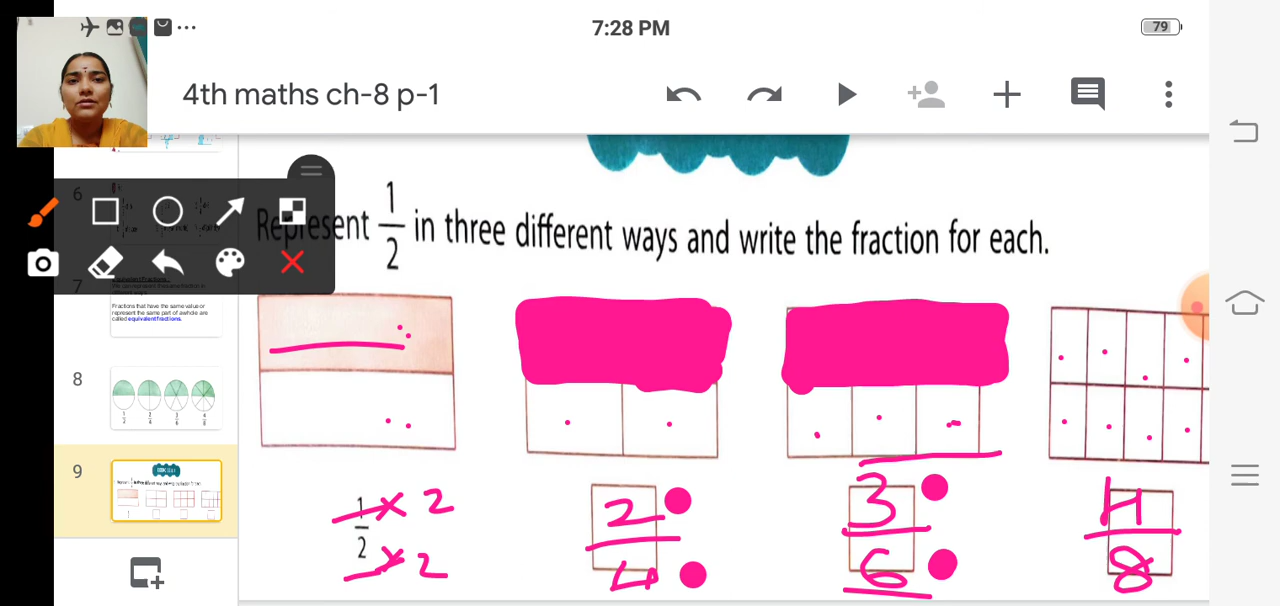 7:28 PM
79
4th maths ch-8 p-1
6
7
Fractions that have the same value or
represent the same part of a whole are
called equivalent fractions.
8
1/2 2/4 3/6 4/8
9
Represent 1/2 in three different ways and write the fraction for each.
1/2 × 2 / × 2
2/4
3/6
4/8